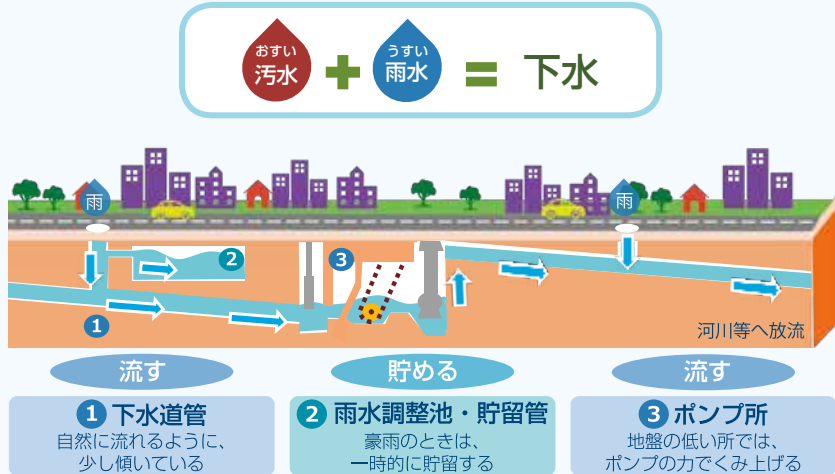 おすい
汚水
+
うすい
雨水
=
下水
雨
雨
2
3
1
河川等へ放流
流す
貯める
流す
1 下水道管
自然に流れるように、
少し傾いている
2 雨水調整池・貯留管
豪雨のときは、
一時的に貯留する
3 ポンプ所
地盤の低い所では、
ポンプの力でくみ上げる